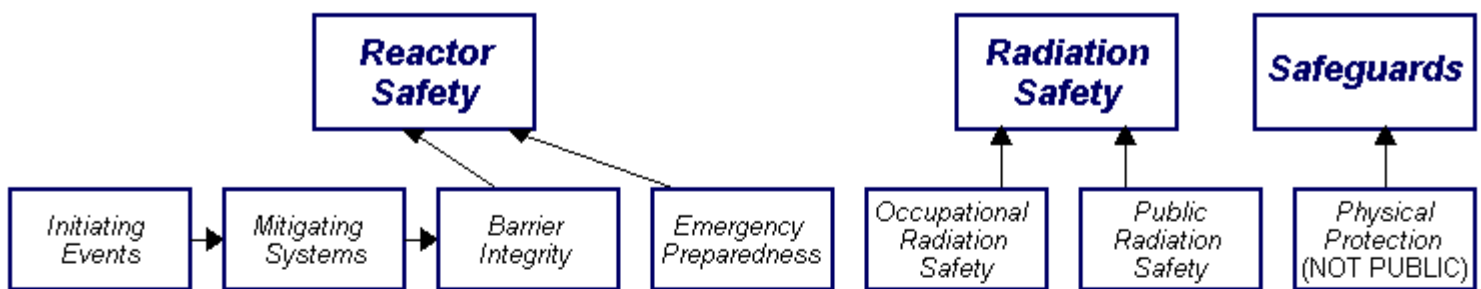 Reactor
Safety
Radiation
Safety
Safeguards
Initiating
Events
Mitigating
Systems
Barrier
Integrity
Emergency
Preparedness
Occupational
Radiation
Safety
Public
Radiation
Safety
Physical
Protection
(NOT PUBLIC)